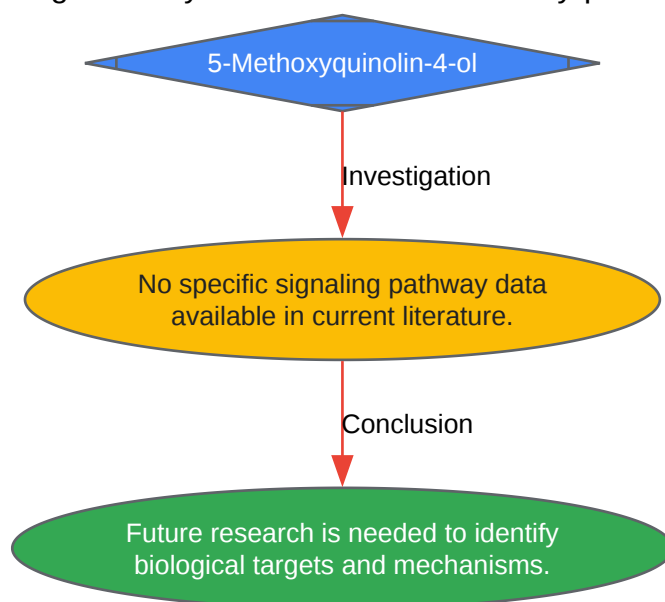 5-Methoxyquinolin-4-ol
Investigation
No specific signaling pathway data
available in current literature.
Conclusion
Future research is needed to identify
biological targets and mechanisms.